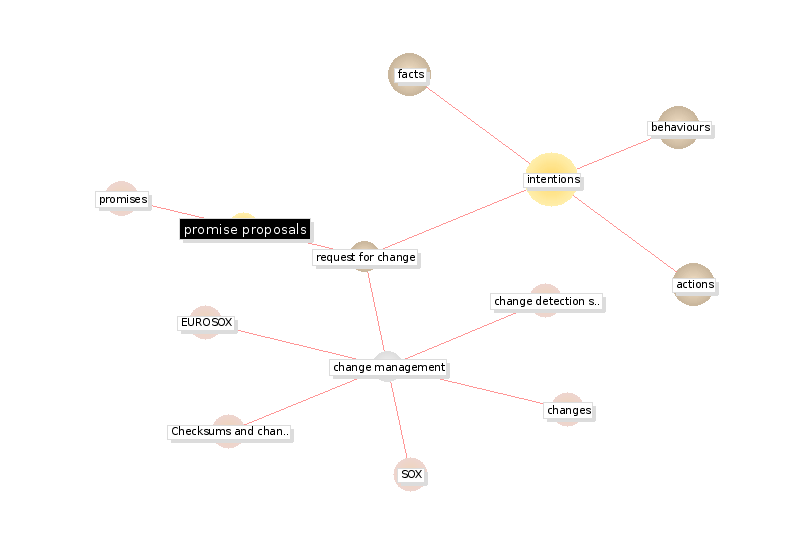 facts
behaviours
intentions
promises
promise proposals
request for change
actions
change detection s..
EUROSOX
change management
changes
Checksums and chan..
SOX